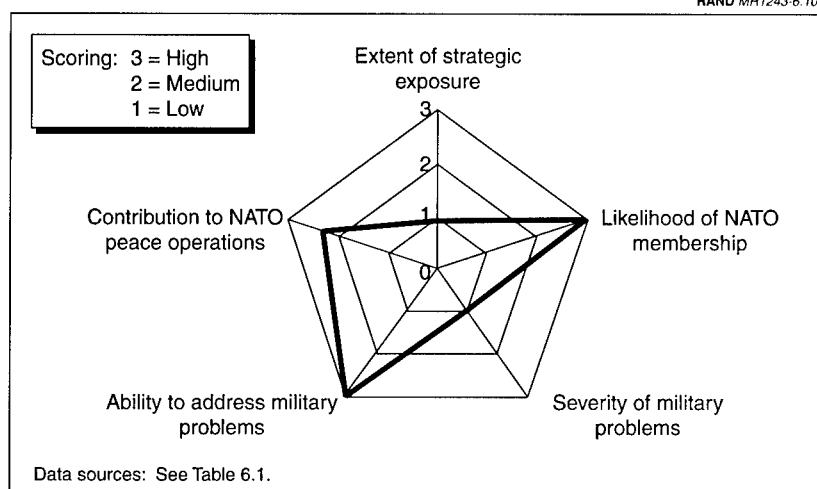 RAND MR1243-6.10
Scoring: 3 = High
2 = Medium
1 = Low
Extent of strategic
exposure
3
2
1
0
Contribution to NATO
peace operations
Likelihood of NATO
membership
Ability to address military
problems
Severity of military
problems
Data sources: See Table 6.1.